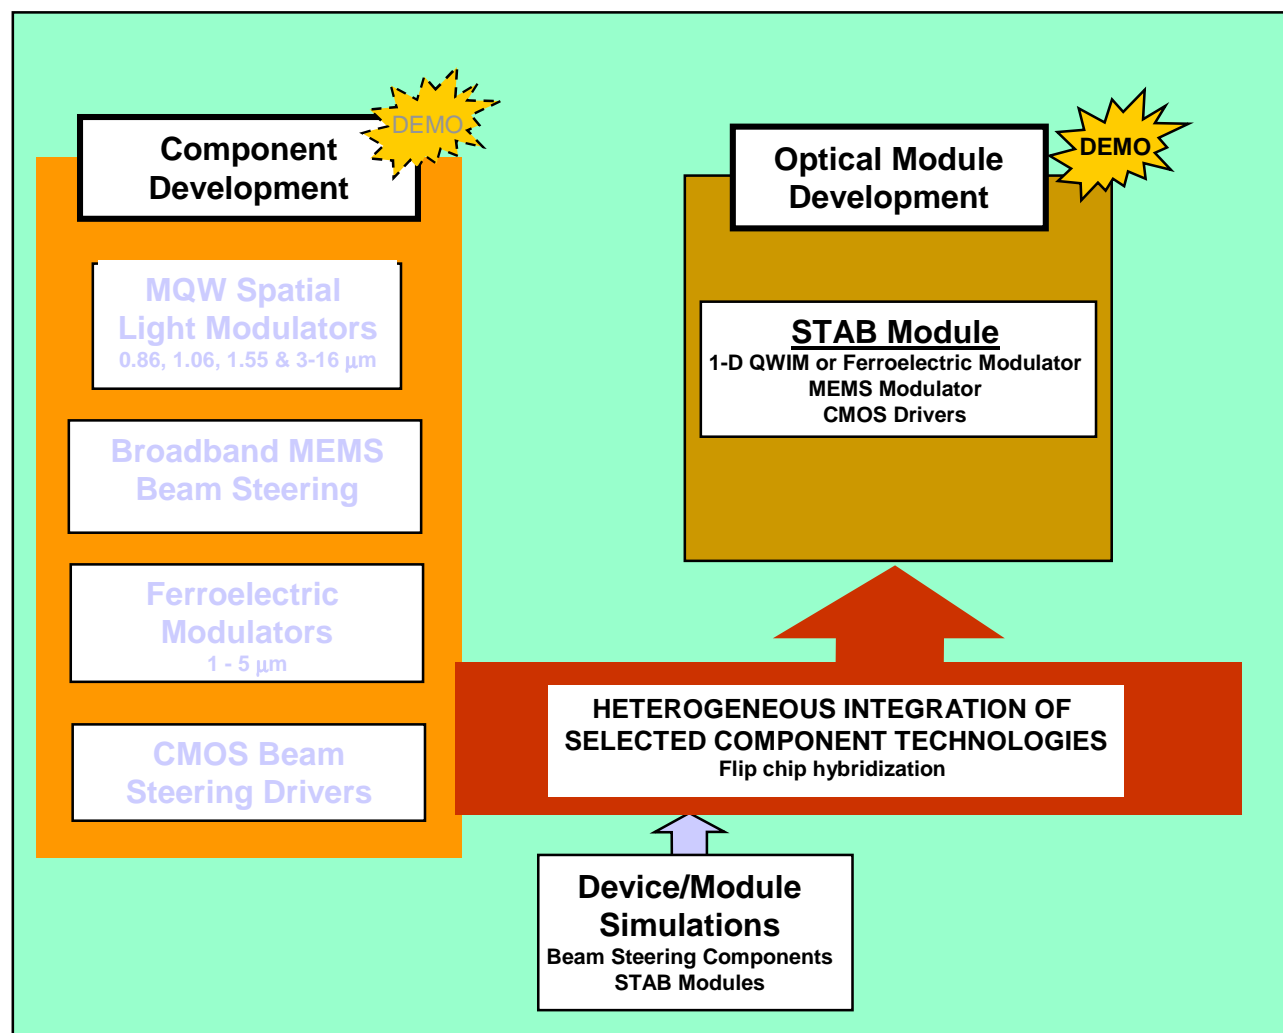 DEMO
Component
Development
MQW Spatial
Light Modulators
0.86, 1.06, 1.55 & 3-16 μm
Broadband MEMS
Beam Steering
Ferroelectric
Modulators
1 - 5 μm
CMOS Beam
Steering Drivers
DEMO
Optical Module
Development
STAB Module
1-D QWIM or Ferroelectric Modulator
MEMS Modulator
CMOS Drivers
HETEROGENEOUS INTEGRATION OF
SELECTED COMPONENT TECHNOLOGIES
Flip chip hybridization
Device/Module
Simulations
Beam Steering Components
STAB Modules